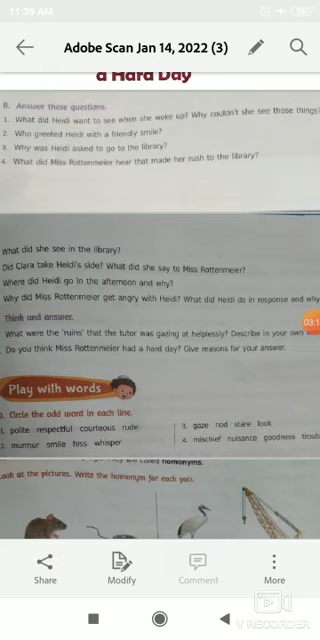 11:39 AM
Adobe Scan Jan 14, 2022 (3)
a Hard Day
B. Answer these questions.
1. What did Heidi want to see when she woke up? Why couldn't she see those things?
2. Who greeted Heidi with a friendly smile?
3. Why was Heidi asked to go to the library?
4. What did Miss Rottenmeier hear that made her rush to the library?
What did she see in the library?
Did Clara take Heidi's side? What did she say to Miss Rottenmeier?
Where did Heidi go in the afternoon and why?
Why did Miss Rottenmeier get angry with Heidi? What did Heidi do in response and why
Think and answer.
What were the 'ruins' that the tutor was gazing at helplessly? Describe in your own
Do you think Miss Rottenmeier had a hard day? Give reasons for your answer.
03:1
Play with words
Circle the odd word in each line.
1. polite respectful courteous rude
3. gaze nod stare look
2. murmur smile hiss whisper
4. mischief nuisance goodness troub
are called homonyms.
ook at the pictures. Write the homonym for each pair.
Share
Modify
Comment
More
RECORDER